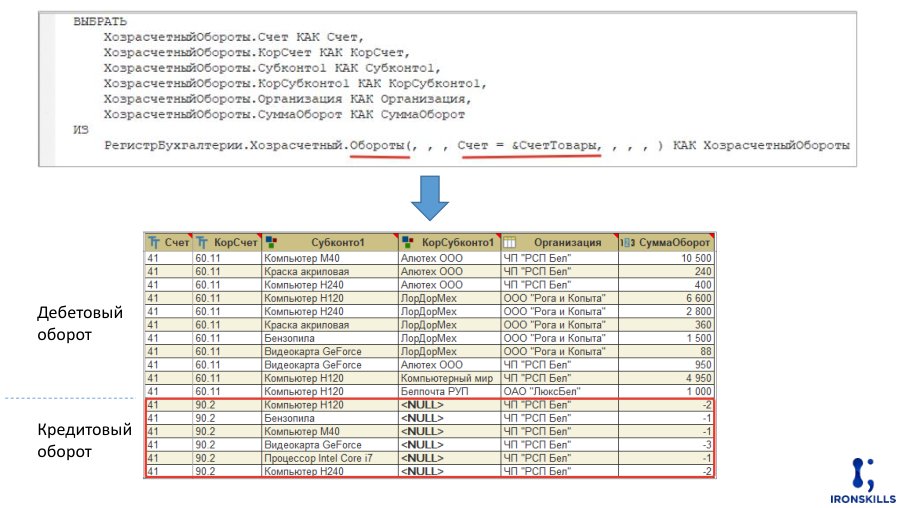 ВЫБРАТЬ
ХозрасчетныйОбороты.Счет КАК Счет,
ХозрасчетныйОбороты.КорСчет КАК КорСчет,
ХозрасчетныйОбороты.Субконто1 КАК Субконто1,
ХозрасчетныйОбороты.КорСубконто1 КАК КорСубконто1,
ХозрасчетныйОбороты.Организация КАК Организация,
ХозрасчетныйОбороты.СуммаОборот КАК СуммаОборот
ИЗ
РегистрБухгалтерии.Хозрасчетный.Обороты(, , , Счет = &СчетТовары, , , , ) КАК ХозрасчетныйОбороты
Счет КорСчет Субконто1 КорСубконто1 Организация СуммаОборот
41 60.11 Компьютер M40 Алютех ООО ЧП "РСП Бел" 10 500
41 60.11 Краска акриловая Алютех ООО ЧП "РСП Бел" 240
41 60.11 Компьютер H240 Алютех ООО ЧП "РСП Бел" 400
41 60.11 Компьютер H120 ЛорДорМех ООО "Рога и Копыта" 6 600
41 60.11 Компьютер H240 ЛорДорМех ООО "Рога и Копыта" 2 800
41 60.11 Краска акриловая ЛорДорМех ООО "Рога и Копыта" 360
41 60.11 Бензопила ЛорДорМех ООО "Рога и Копыта" 1 500
41 60.11 Видеокарта GeForce ЛорДорМех ООО "Рога и Копыта" 88
41 60.11 Видеокарта GeForce Алютех ООО ЧП "РСП Бел" 950
41 60.11 Компьютер H120 Компьютерный мир ЧП "РСП Бел" 4 950
41 60.11 Компьютер H120 Белпочта РУП ОАО "ЛюксБел" 1 000
41 90.2 Компьютер H120 <NULL> ЧП "РСП Бел" -2
41 90.2 Бензопила <NULL> ЧП "РСП Бел" -1
41 90.2 Компьютер M40 <NULL> ЧП "РСП Бел" -1
41 90.2 Видеокарта GeForce <NULL> ЧП "РСП Бел" -3
41 90.2 Процессор Intel Core i7 <NULL> ЧП "РСП Бел" -1
41 90.2 Компьютер H240 <NULL> ЧП "РСП Бел" -2
Дебетовый
оборот
Кредитовый
оборот
IRONSKILLS